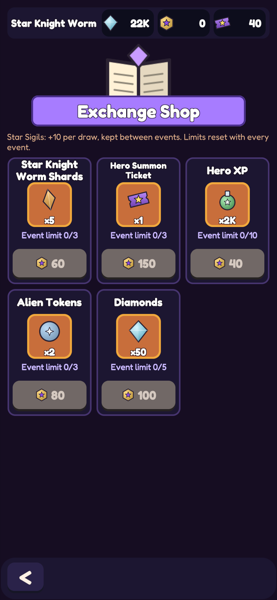 Star Knight Worm 22K 0 40
Exchange Shop
Star Sigils: +10 per draw, kept between events. Limits reset with every
event.
Star Knight
Worm Shards
x5
Event limit 0/3
60
Hero Summon
Ticket
x1
Event limit 0/3
150
Hero XP
x2K
Event limit 0/10
40
Alien Tokens
x2
Event limit 0/3
80
Diamonds
x50
Event limit 0/5
100
<